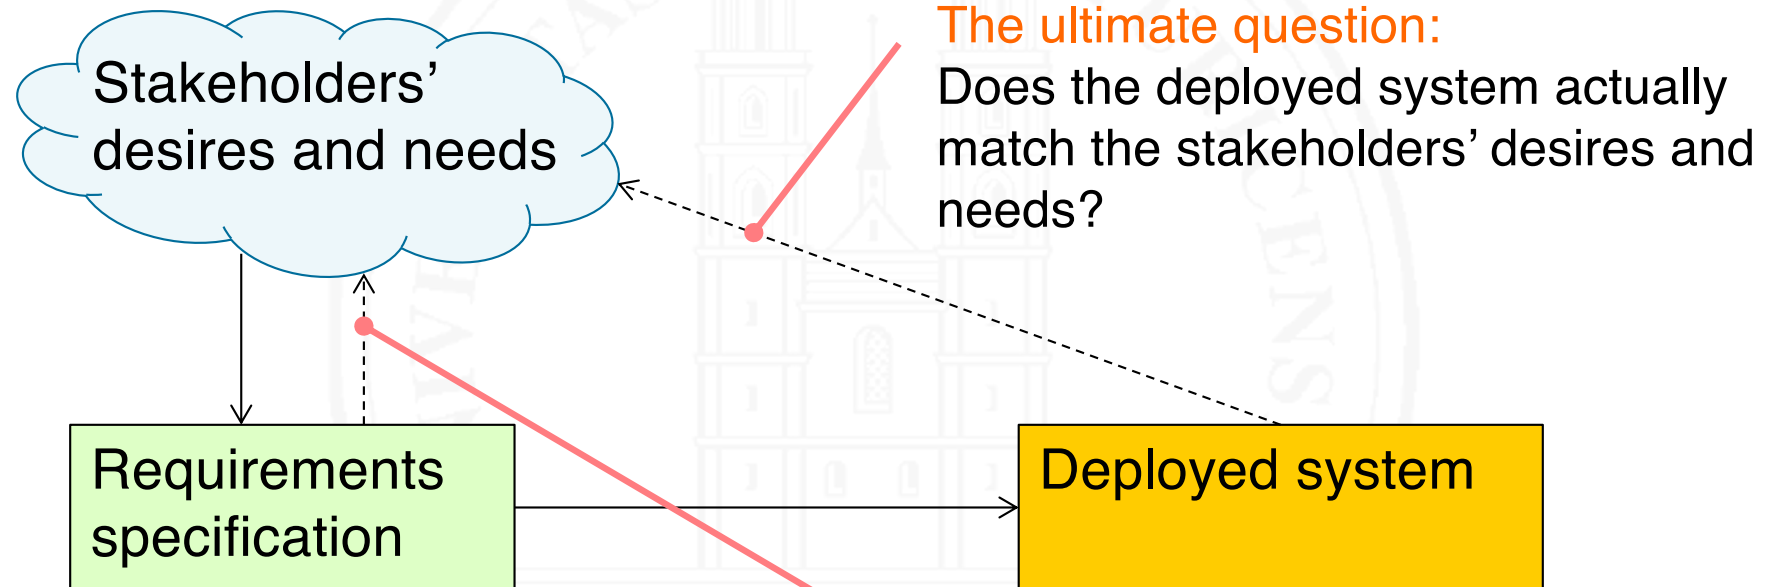 Stakeholders’
desires and needs
The ultimate question:
Does the deployed system actually
match the stakeholders’ desires and
needs?
Requirements
specification
Deployed system